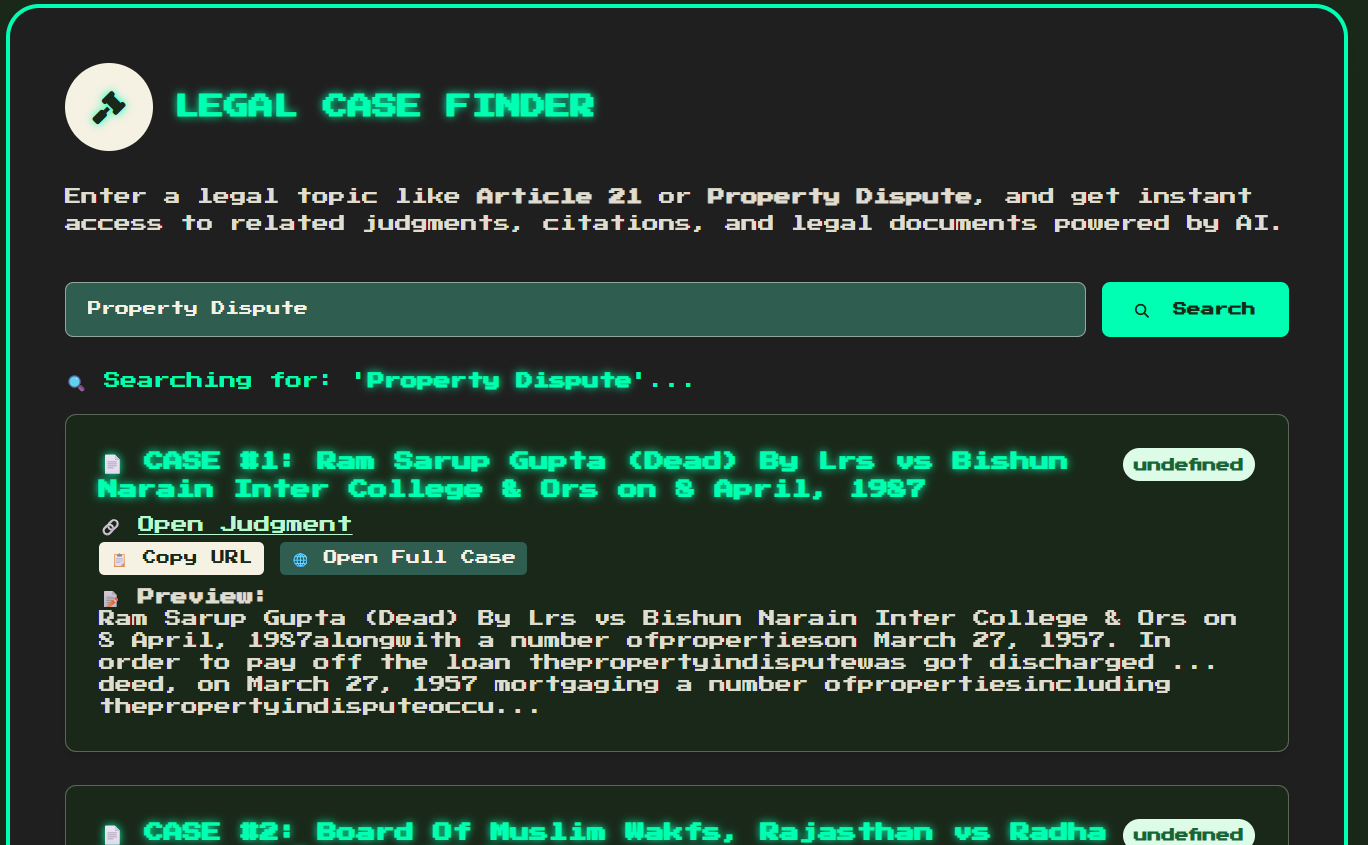 LEGAL CASE FINDER
Enter a legal topic like Article 21 or Property Dispute, and get instant
access to related judgments, citations, and legal documents powered by AI.
Property Dispute
Search
Searching for: 'Property Dispute'...
CASE #1: Ram Sarup Gupta (Dead) By Lrs vs Bishun
Narain Inter College & Ors on 8 April, 1987
undefined
Open Judgment
Copy URL
Open Full Case
Preview:
Ram Sarup Gupta (Dead) By Lrs vs Bishun Narain Inter College & Ors on
8 April, 1987alongwith a number ofpropertieson March 27, 1957. In
order to pay off the loan thepropertyindisputewas got discharged ...
deed, on March 27, 1957 mortgaging a number ofpropertiesincluding
thepropertyindisputeoccu...
CASE #2: Board Of Muslim Wakfs, Rajasthan vs Radha
undefined